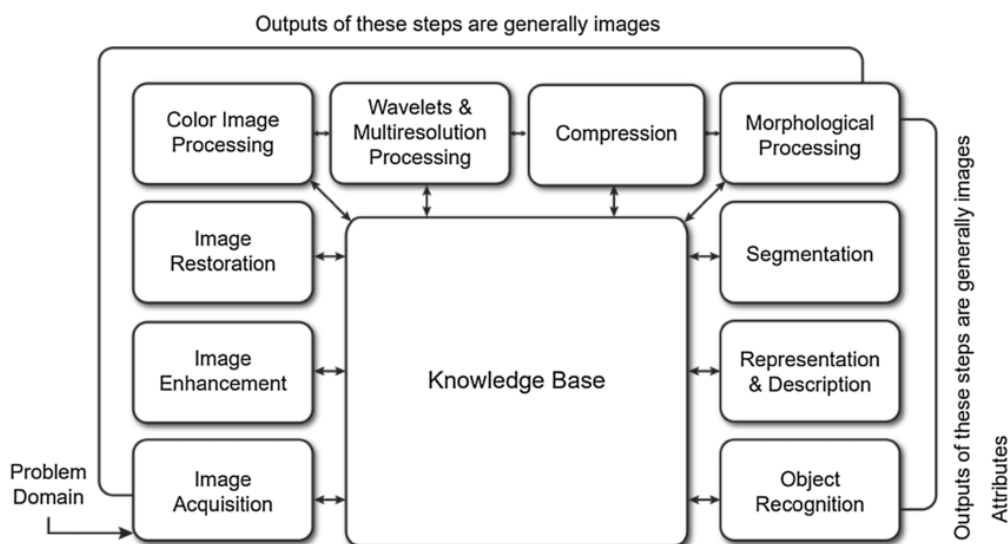 Outputs of these steps are generally images
Color Image
Processing
Wavelets &
Multiresolution
Processing
Compression
Morphological
Processing
Image
Restoration
Segmentation
Image
Enhancement
Knowledge Base
Representation
& Description
Problem
Domain
Image
Acquisition
Object
Recognition
Outputs of these steps are generally images
Attributes